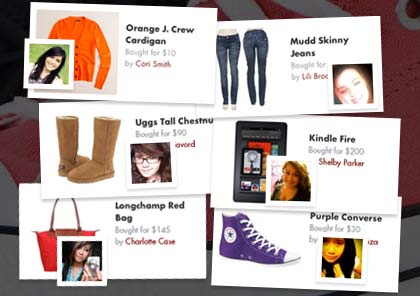 Orange J. Crew
Cardigan
Bought for $10
by Cori Smith
Mudd Skinny
Jeans
Bought for $
by Lili Broc
Uggs Tall Chestnu
Bought for $90
avord
Kindle Fire
Bought for $200
Shelby Parker
Longchamp Red
Bag
Bought for $145
by Charlotte Case
Purple Converse
Bought for $30